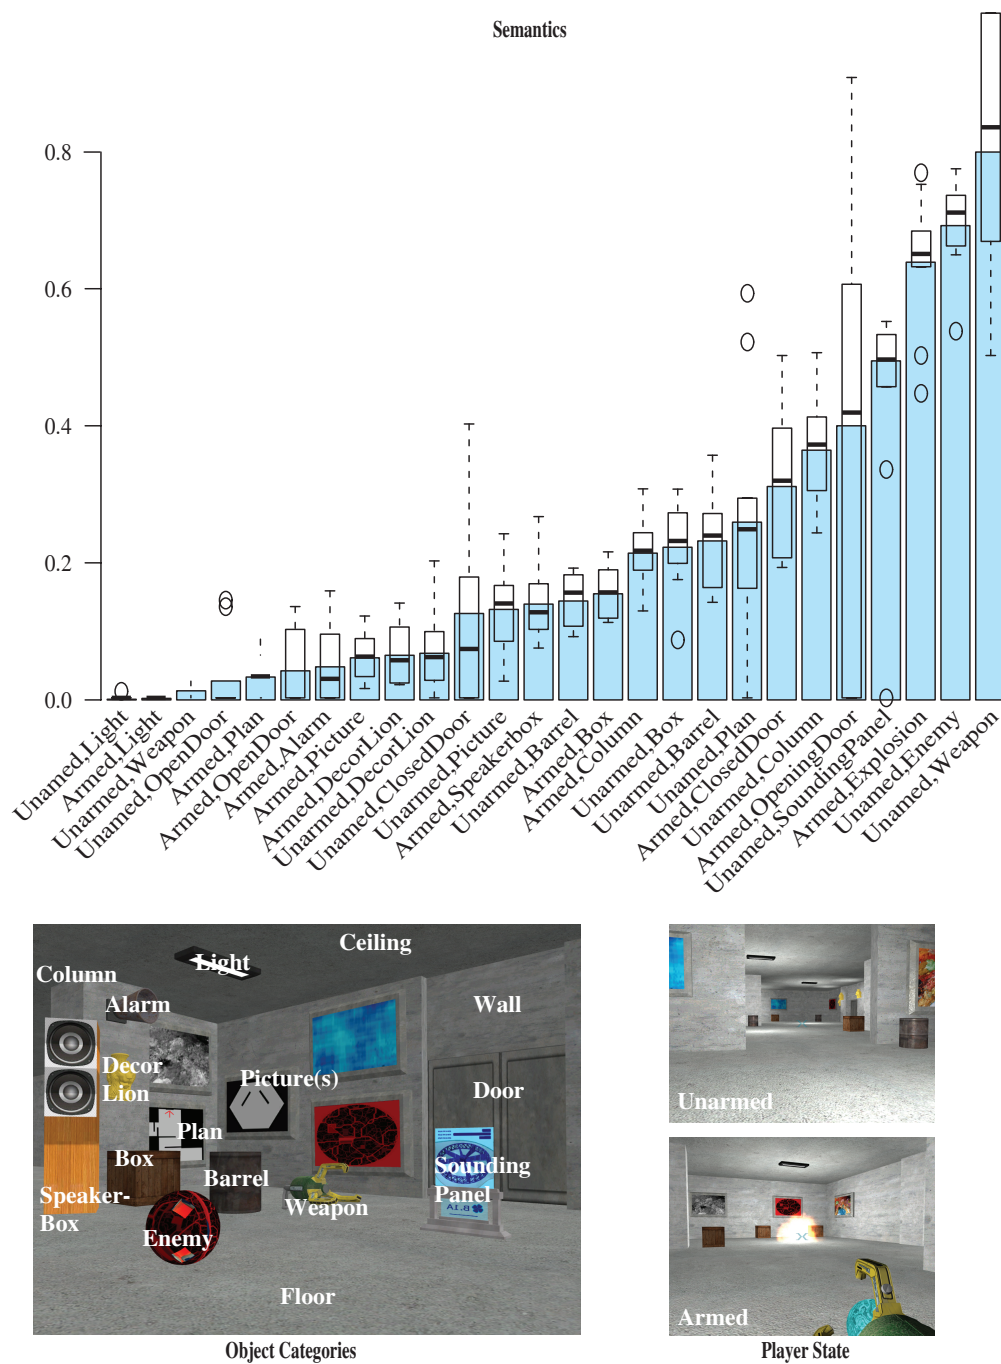 Semantics
0.8
0.6
0.4
0.2
0.0
Unarmed,Light
Armed,Light
Unarmed,Weapon
Unamed,OpenDoor
Armed,Plan
Armed,OpenDoor
Armed,Alarm
Armed,Picture
Armed,DecorLion
Unarmed,DecorLion
Unamed,ClosedDoor
Unarmed,Picture
Armed,Speakerbox
Unarmed,Barrel
Armed,Box
Armed,Column
Unarmed,Box
Unarmed,Barrel
Unamed,Plan
Armed,ClosedDoor
Unarmed,Column
Armed,OpeningDoor
Unamed,SoundingPanel
Armed,Explosion
Unamed,Enemy
Unamed,Weapon
Ceiling
Light
Column
Alarm
Wall
Decor
Lion
Picture(s)
Door
Plan
Box
Barrel
Sounding
Panel
Speaker-
Box
Weapon
Enemy
Floor
Object Categories
Unarmed
Armed
Player State